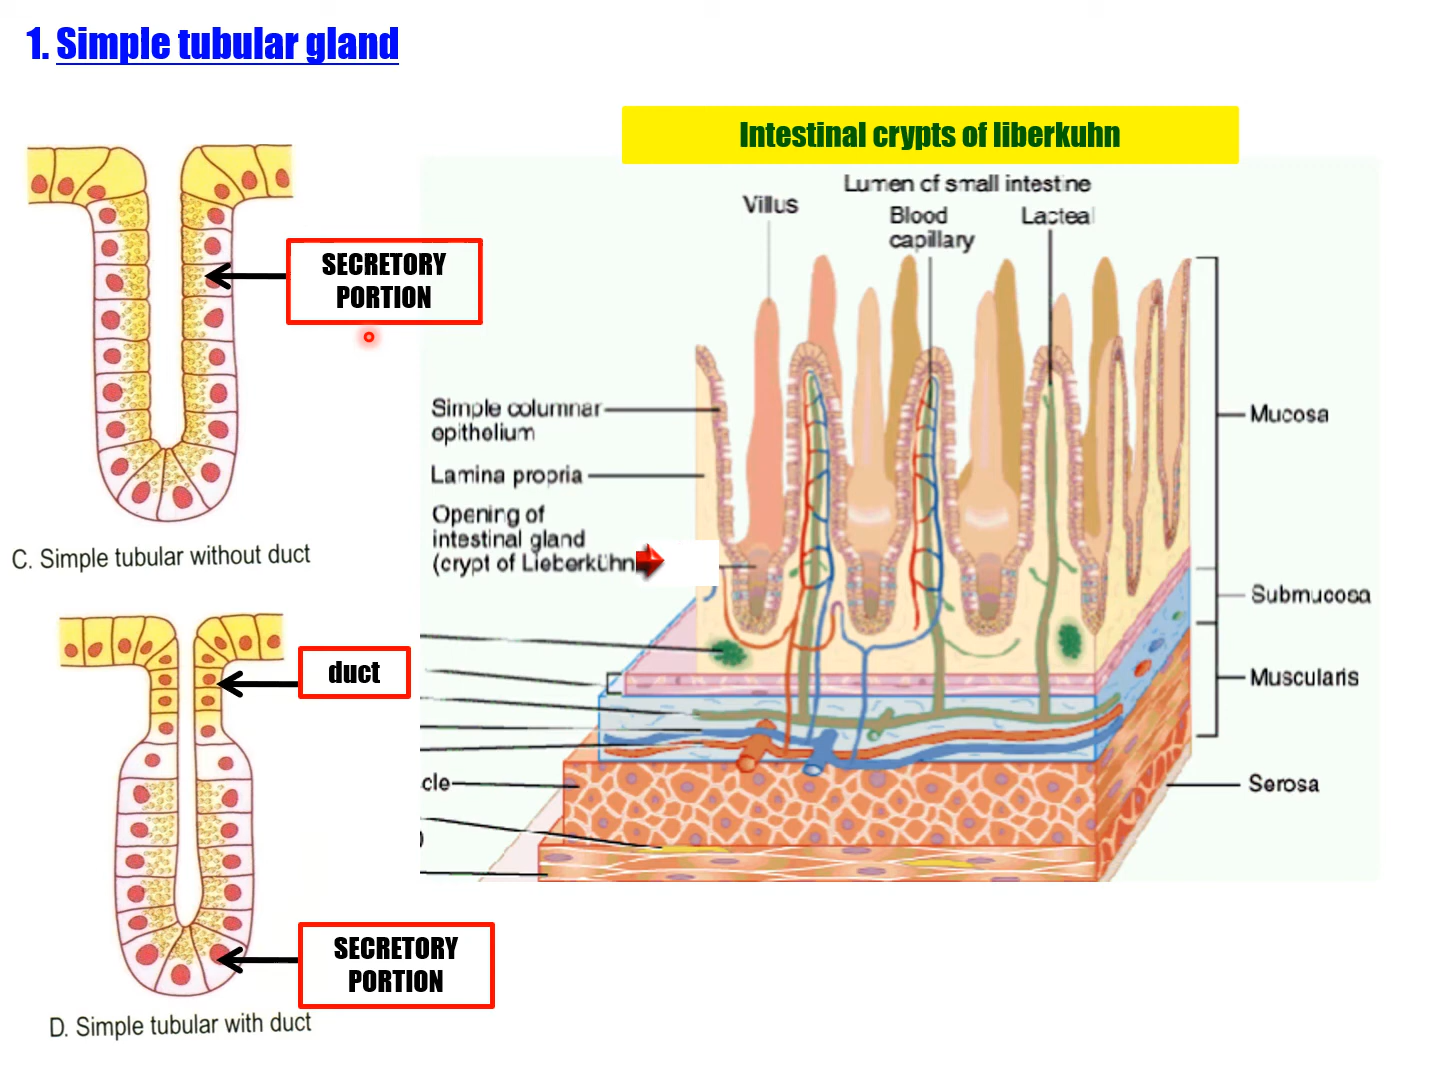 1. Simple tubular gland
Intestinal crypts of liberkuhn
Lumen of small intestine
Villus
Blood
capillary
Lacteal
SECRETORY
PORTION
Simple columnar
epithelium
Lamina propria
Opening of
intestinal gland
(crypt of Lieberkühn
Mucosa
Submucosa
Muscularis
Serosa
cle
)
C. Simple tubular without duct
duct
SECRETORY
PORTION
D. Simple tubular with duct